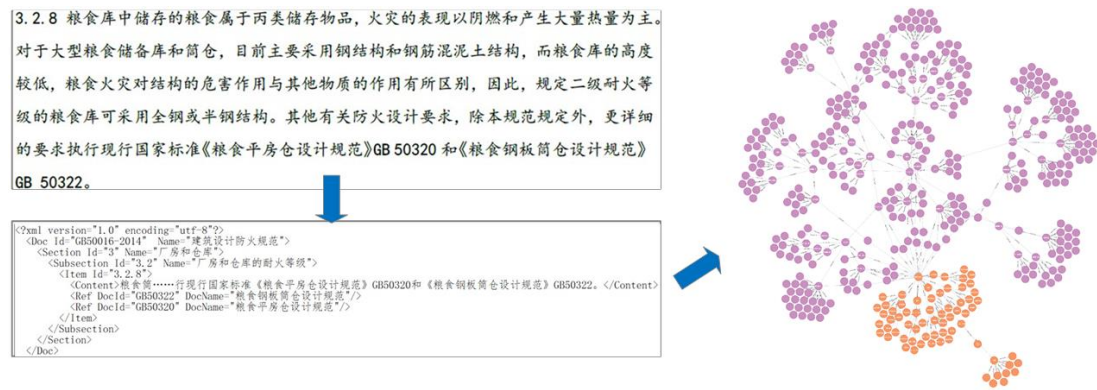 3.2.8 粮食库中储存的粮食属于丙类储存物品，火灾的表现以阴燃和产生大量热量为主。
对于大型粮食储备库和筒仓，目前主要采用钢结构和钢筋混泥土结构，而粮食库的高度
较低，粮食火灾对结构的危害作用与其他物质的作用有所区别，因此，规定二级耐火等
级的粮食库可采用全钢或半钢结构。其他有关防火设计要求，除本规范规定外，更详细
的要求执行现行国家标准《粮食平房仓设计规范》GB 50320 和《粮食钢板筒仓设计规范》
GB 50322。
<?xml version="1.0" encoding="utf-8"?>
<Doc Id="GB50016-2014" Name="建筑设计防火规范">
<Section Id="3" Name="厂房和仓库">
<Subsection Id="3.2" Name="厂房和仓库的耐火等级">
<Item Id="3.2.8">
<Content>粮食筒……行现行国家标准《粮食平房仓设计规范》GB50320和《粮食钢板筒仓设计规范》GB50322。</Content>
<Ref DocId="GB50322" DocName="粮食钢板筒仓设计规范"/>
<Ref DocId="GB50320" DocName="粮食平房仓设计规范"/>
</Item>
</Subsection>
</Section>
</Doc>